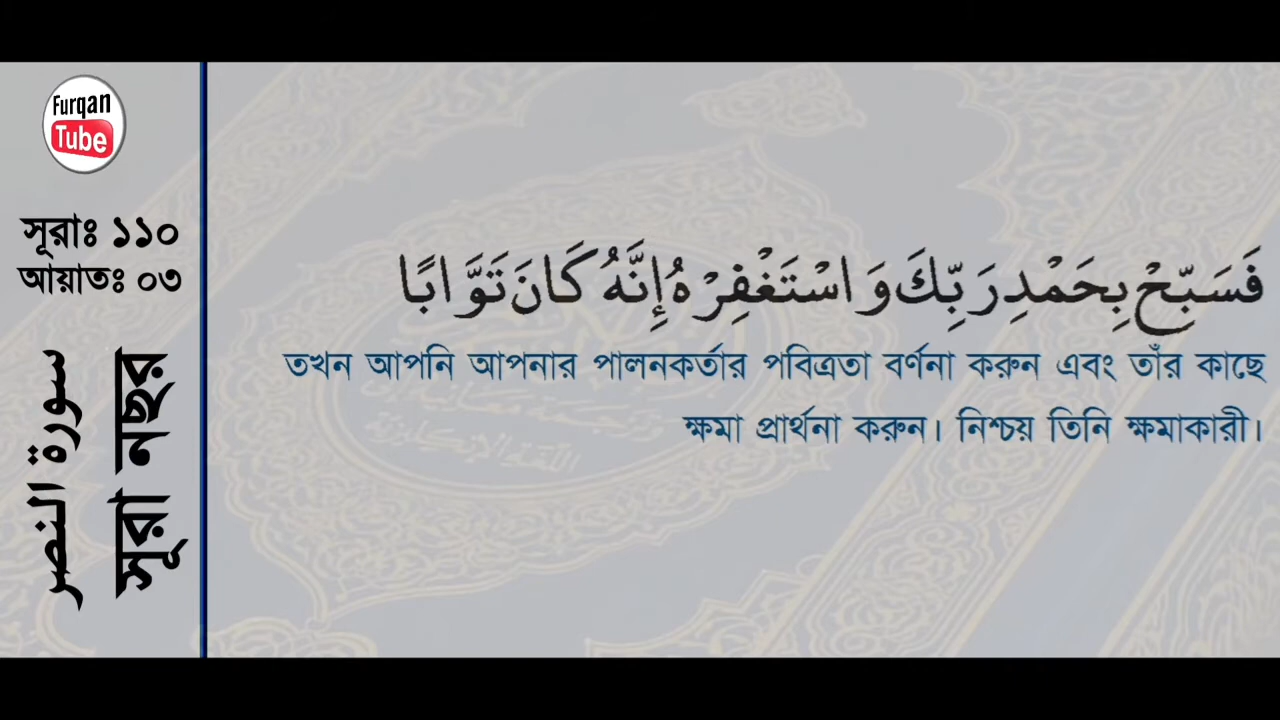 Furqan
Tube
সূরাঃ ১১০
আয়াতঃ ০৩
سورة النصر
সূরা নছর
فَسَبِّحْ بِحَمْدِ رَبِّكَ وَاسْتَغْفِرْهُ إِنَّهُ كَانَ تَوَّابًا
তখন আপনি আপনার পালনকর্তার পবিত্রতা বর্ণনা করুন এবং তাঁর কাছে
ক্ষমা প্রার্থনা করুন। নিশ্চয় তিনি ক্ষমাকারী।